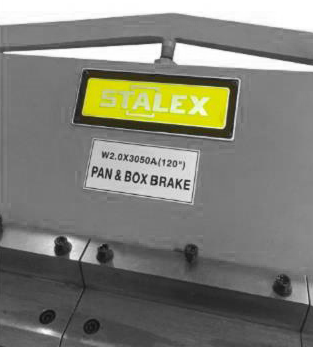 STALEX
W2.0X3050A(120")
PAN & BOX BRAKE